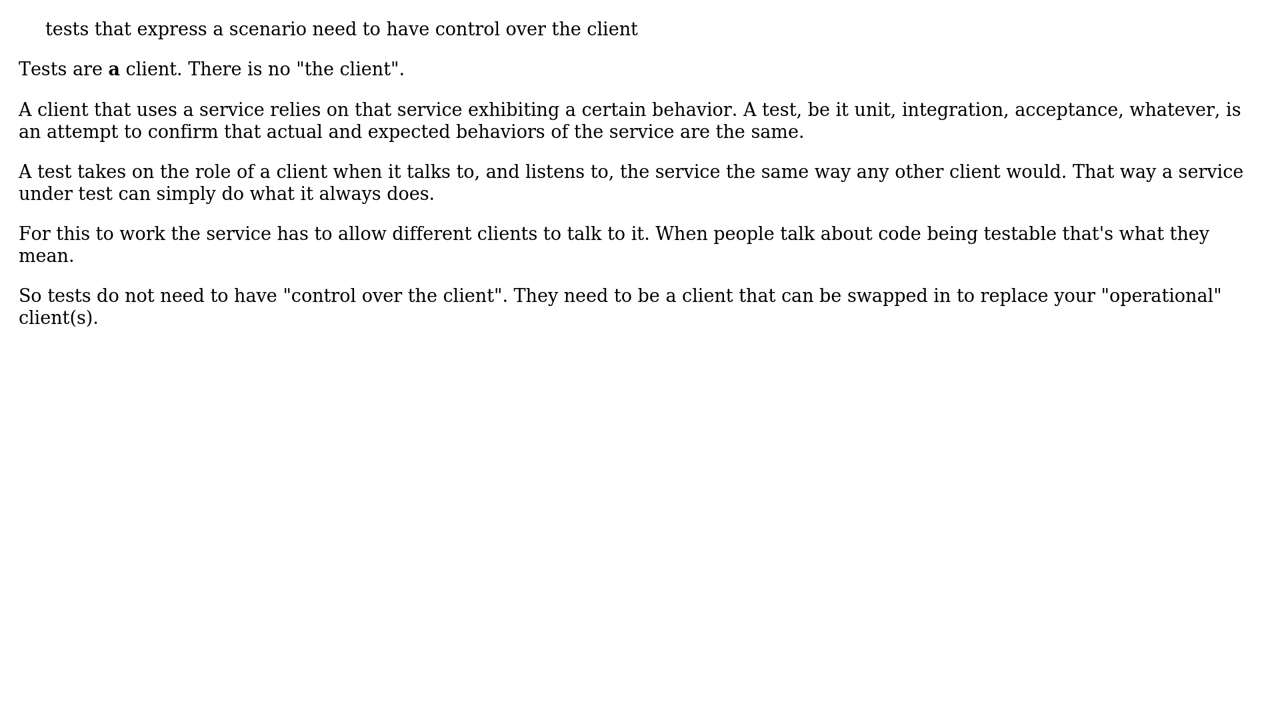 tests that express a scenario need to have control over the client
Tests are a client. There is no "the client".
A client that uses a service relies on that service exhibiting a certain behavior. A test, be it unit, integration, acceptance, whatever, is
an attempt to confirm that actual and expected behaviors of the service are the same.
A test takes on the role of a client when it talks to, and listens to, the service the same way any other client would. That way a service
under test can simply do what it always does.
For this to work the service has to allow different clients to talk to it. When people talk about code being testable that's what they
mean.
So tests do not need to have "control over the client". They need to be a client that can be swapped in to replace your "operational"
client(s).